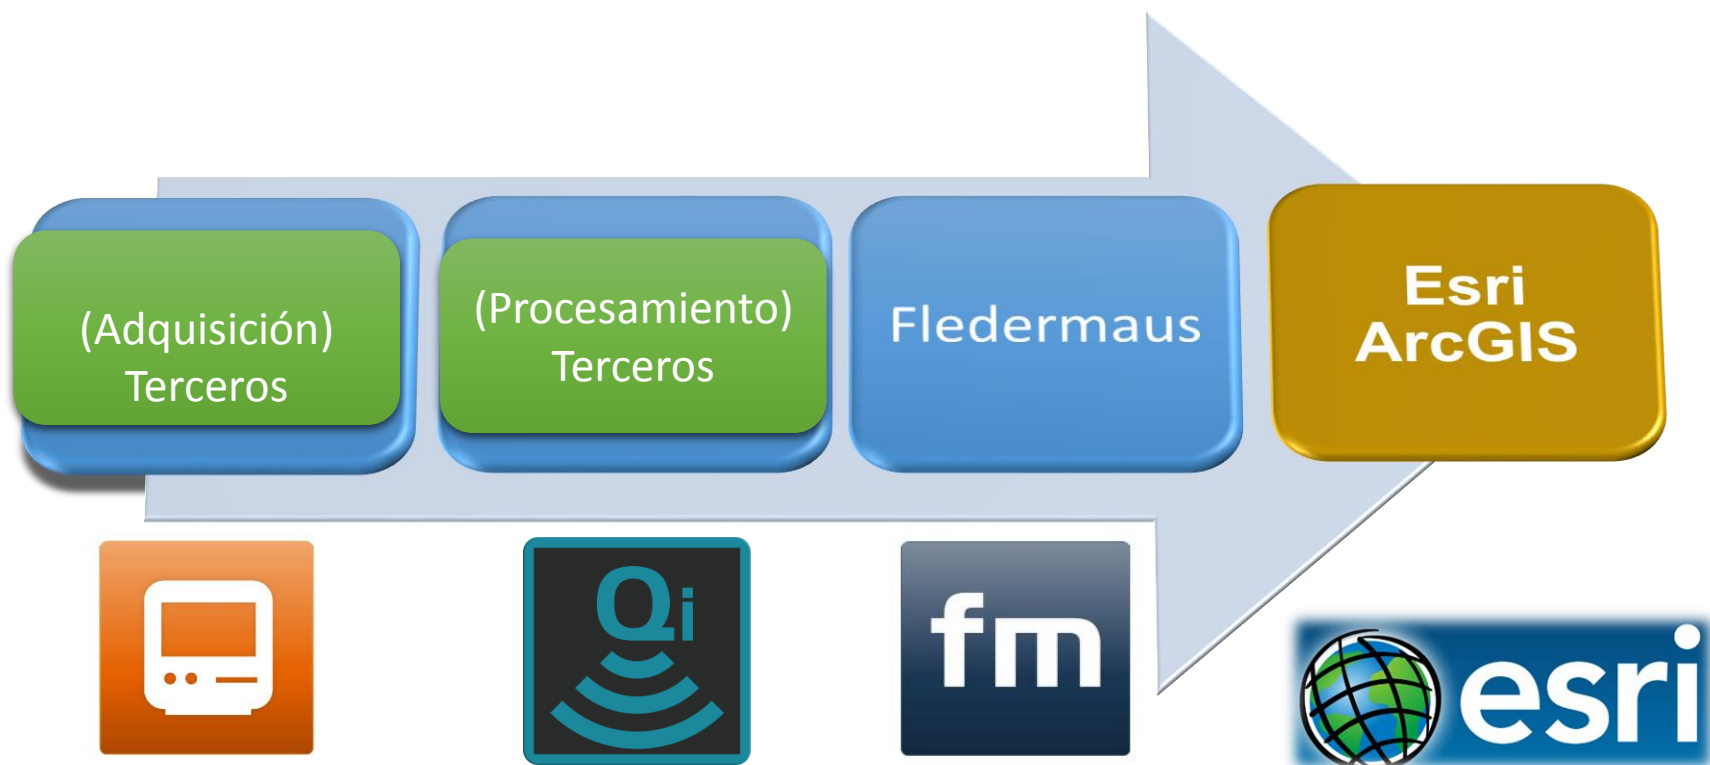 (Adquisición)
Terceros
(Procesamiento)
Terceros
Fledermaus
Esri
ArcGIS
Qi
fm
esri